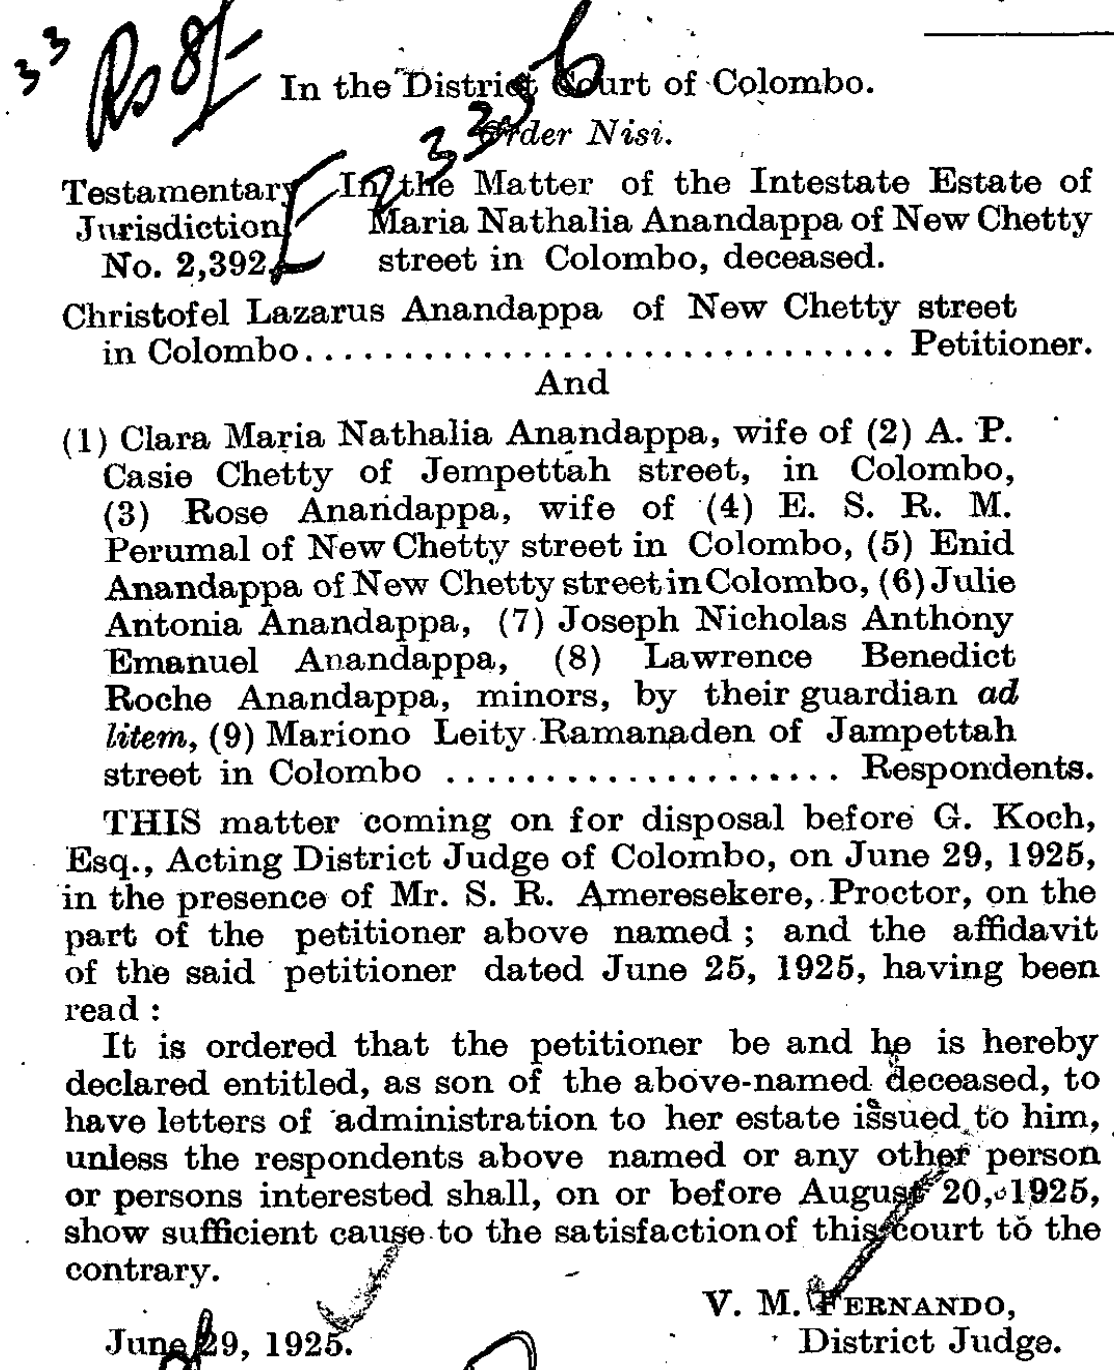 33
Rs 8/-
In the District Court of Colombo.
Order Nisi.
Testamentary
Jurisdiction
No. 2,392.
In the Matter of the Intestate Estate of
Maria Nathalia Anandappa of New Chetty
street in Colombo, deceased.
Christofel Lazarus Anandappa of New Chetty street
in Colombo.............................. Petitioner.
And
(1) Clara Maria Nathalia Anandappa, wife of (2) A. P.
Casie Chetty of Jempettah street, in Colombo,
(3) Rose Anandappa, wife of (4) E. S. R. M.
Perumal of New Chetty street in Colombo, (5) Enid
Anandappa of New Chetty street in Colombo, (6) Julie
Antonia Anandappa, (7) Joseph Nicholas Anthony
Emanuel Anandappa, (8) Lawrence Benedict
Roche Anandappa, minors, by their guardian ad
litem, (9) Mariono Leity Ramanaden of Jampettah
street in Colombo .................... Respondents.
THIS matter coming on for disposal before G. Koch,
Esq., Acting District Judge of Colombo, on June 29, 1925,
in the presence of Mr. S. R. Ameresekere, Proctor, on the
part of the petitioner above named; and the affidavit
of the said petitioner dated June 25, 1925, having been
read:
It is ordered that the petitioner be and he is hereby
declared entitled, as son of the above-named deceased, to
have letters of administration to her estate issued to him,
unless the respondents above named or any other person
or persons interested shall, on or before August 20, 1925,
show sufficient cause to the satisfaction of this court to the
contrary.
V. M. FERNANDO,
June 29, 1925. District Judge.